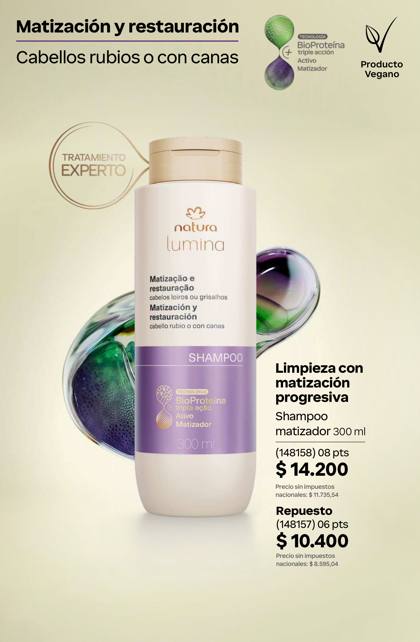 Matización y restauración
Cabellos rubios o con canas
TECNOLOGÍA
BioProteína
triple acción
+
Activo
Matizador
Producto
Vegano
TRATAMIENTO
EXPERTO
natura
lumina
Matização e
restauração
cabelos loiros ou grisalhos
Matización y
restauración
cabello rubio o con canas
SHAMPOO
BioProteína
triple ação
Ativo
Matizador
300 ml
Limpieza con
matización
progresiva
Shampoo
matizador 300 ml
(148158) 08 pts
$ 14.200
Precio sin impuestos
nacionales: $ 11.735,54
Repuesto
(148157) 06 pts
$ 10.400
Precio sin impuestos
nacionales: $ 8.595,04